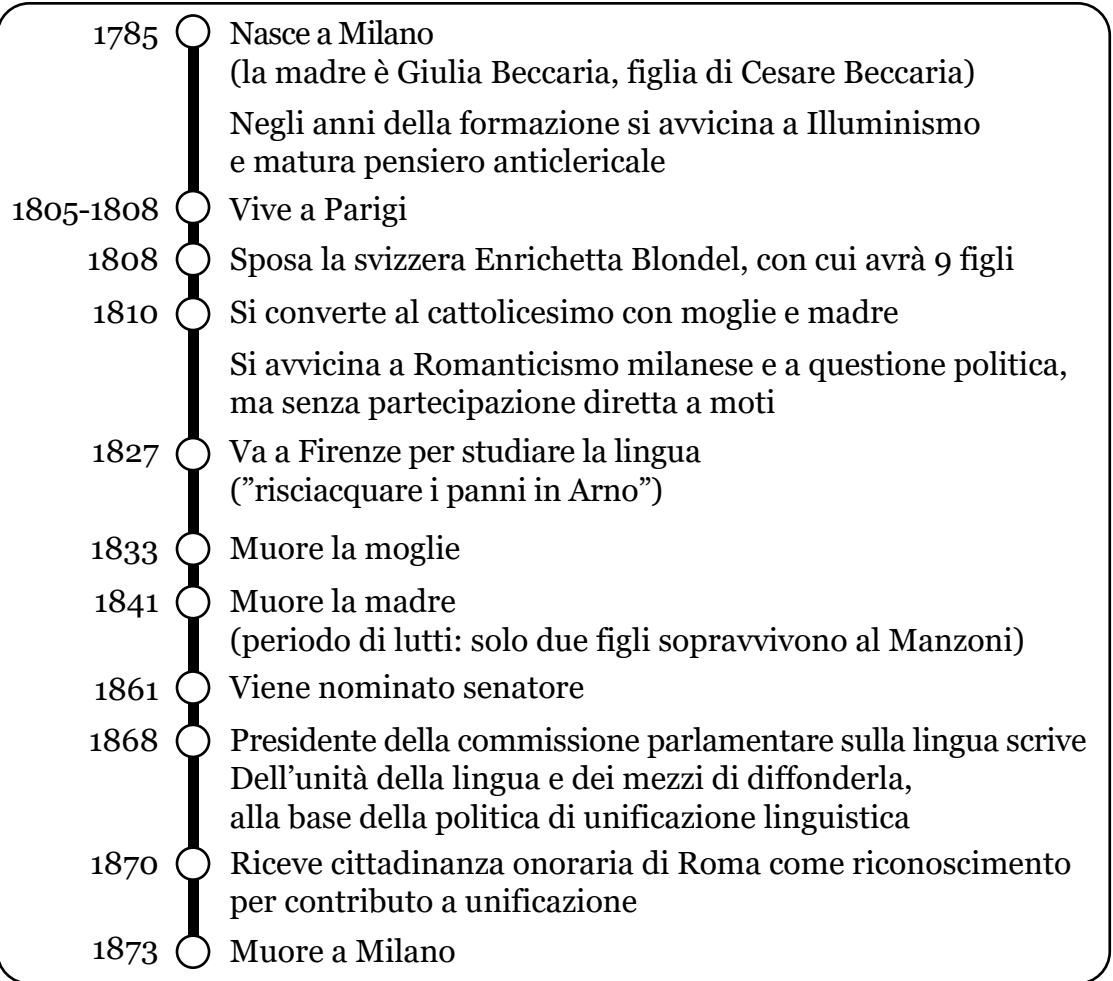 1785 Nasce a Milano
(la madre è Giulia Beccaria, figlia di Cesare Beccaria)
Negli anni della formazione si avvicina a Illuminismo
e matura pensiero anticlericale
1805-1808 Vive a Parigi
1808 Sposa la svizzera Enrichetta Blondel, con cui avrà 9 figli
1810 Si converte al cattolicesimo con moglie e madre
Si avvicina a Romanticismo milanese e a questione politica,
ma senza partecipazione diretta a moti
1827 Va a Firenze per studiare la lingua
(”risciacquare i panni in Arno”)
1833 Muore la moglie
1841 Muore la madre
(periodo di lutti: solo due figli sopravvivono al Manzoni)
1861 Viene nominato senatore
1868 Presidente della commissione parlamentare sulla lingua scrive
Dell’unità della lingua e dei mezzi di diffonderla,
alla base della politica di unificazione linguistica
1870 Riceve cittadinanza onoraria di Roma come riconoscimento
per contributo a unificazione
1873 Muore a Milano